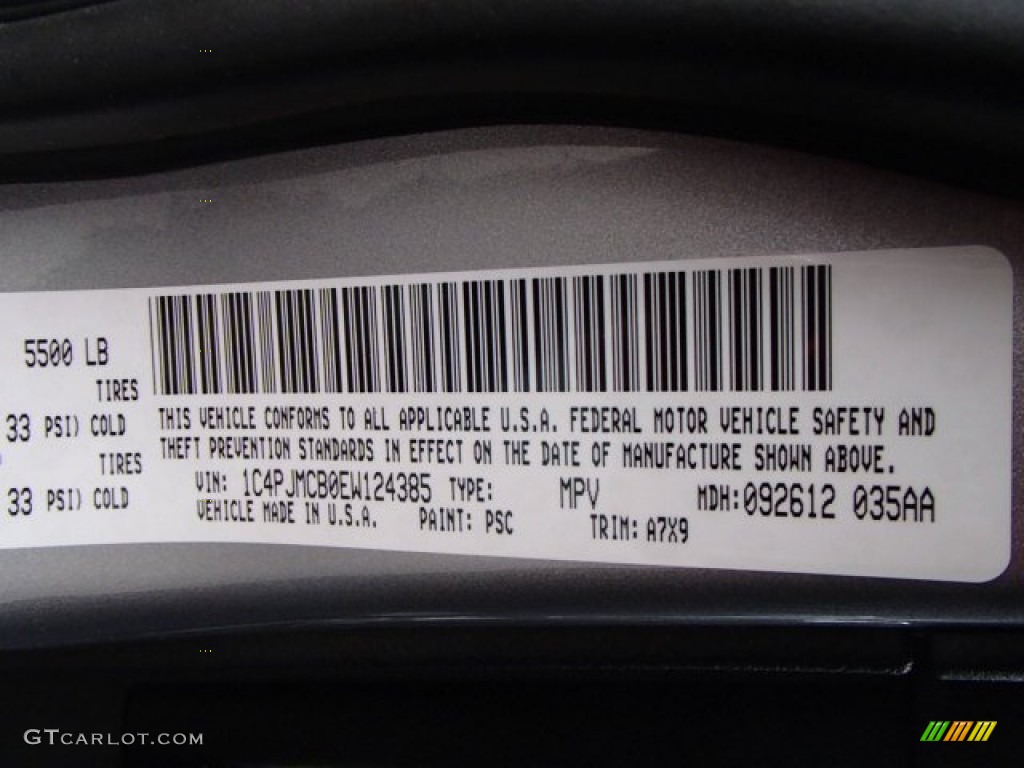 5500 LB
TIRES
33 PSI) COLD
TIRES
33 PSI) COLD
THIS VEHICLE CONFORMS TO ALL APPLICABLE U.S.A. FEDERAL MOTOR VEHICLE SAFETY AND
THEFT PREVENTION STANDARDS IN EFFECT ON THE DATE OF MANUFACTURE SHOWN ABOVE.
VIN: 1C4PJMCB0EW124385 TYPE: MPV MDH:092612 035AA
VEHICLE MADE IN U.S.A. PAINT: PSC TRIM: A7X9
GTCARLOT.COM